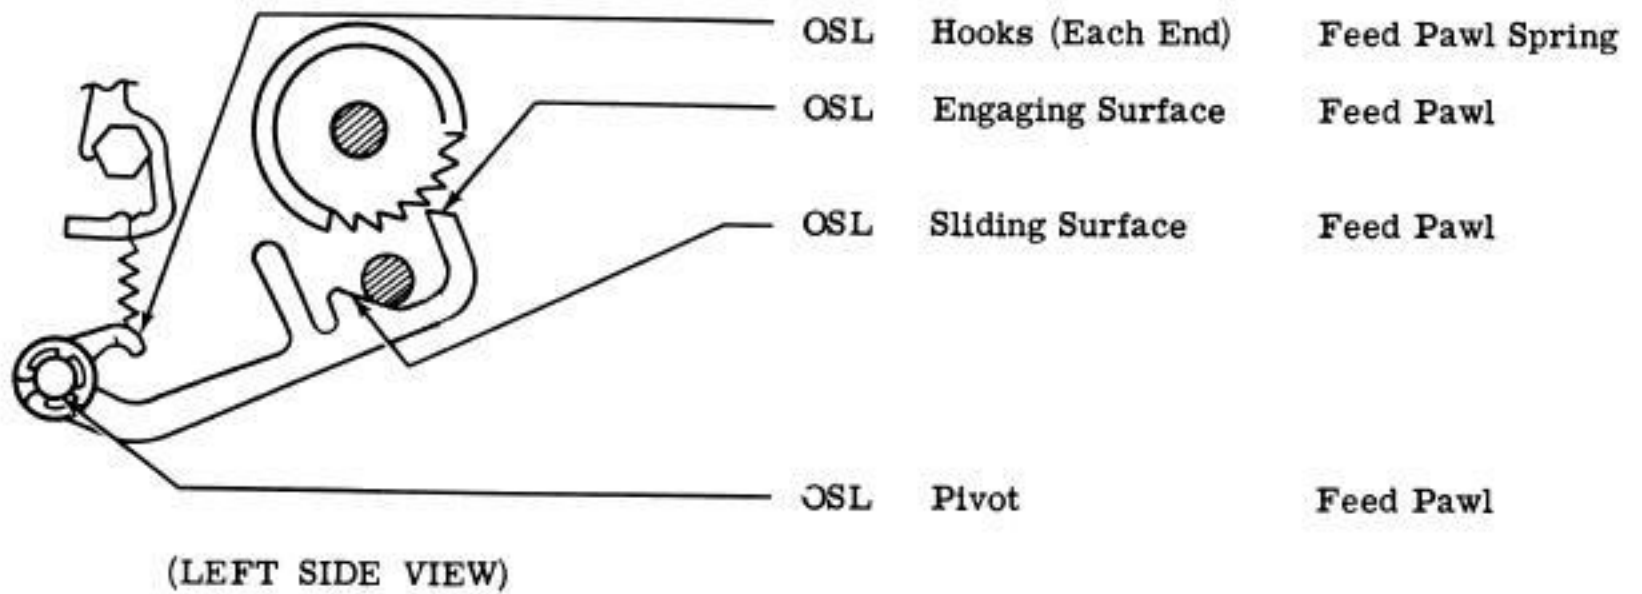 OSL Hooks (Each End) Feed Pawl Spring
OSL Engaging Surface Feed Pawl
OSL Sliding Surface Feed Pawl
OSL Pivot Feed Pawl
(LEFT SIDE VIEW)